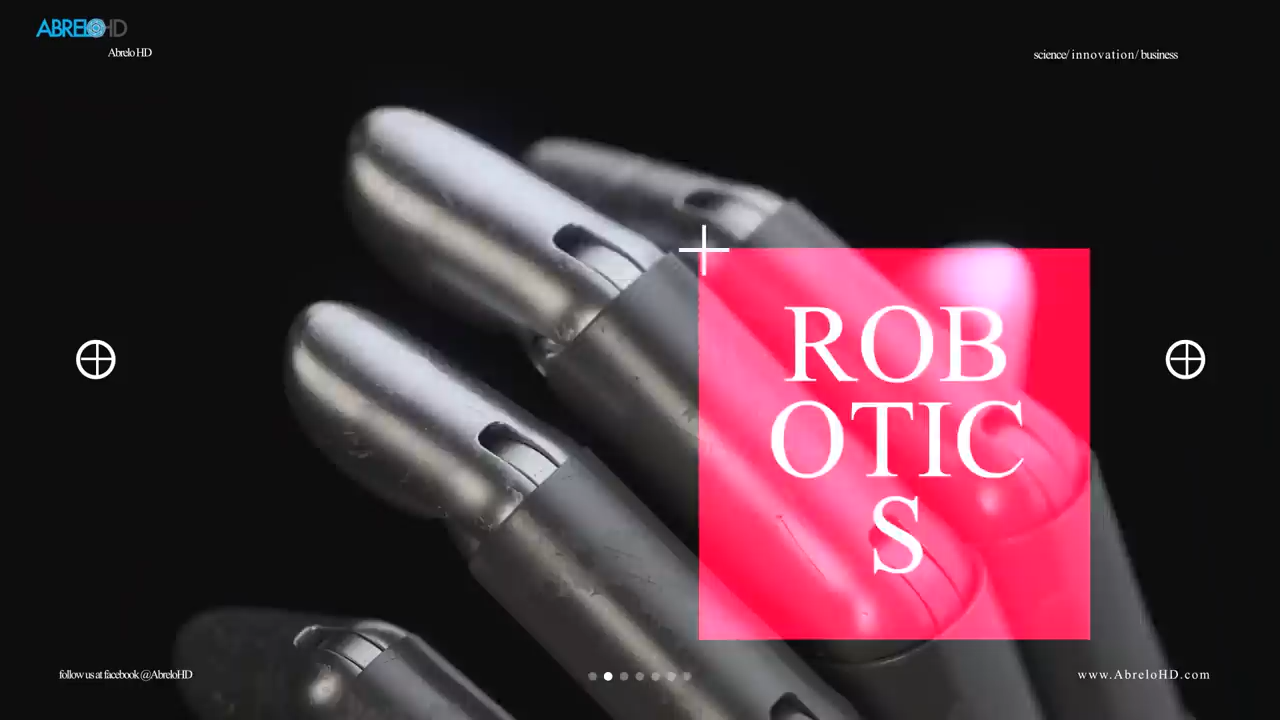 ABRELOHD
Abrelo HD
science/ innovation/ business
ROB
OTIC
S
follow us at facebook @AbreloHD
www.AbreloHD.com